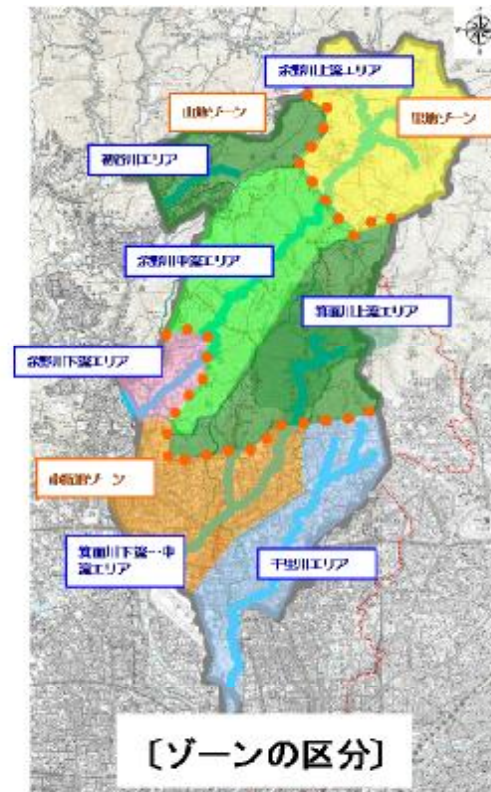 余野川上流エリア
山地ゾーン
里地ゾーン
初谷川エリア
余野川中流エリア
箕面川上流エリア
余野川下流エリア
市街地ゾーン
箕面川下流～中
流エリア
千里川エリア
〔ゾーンの区分〕